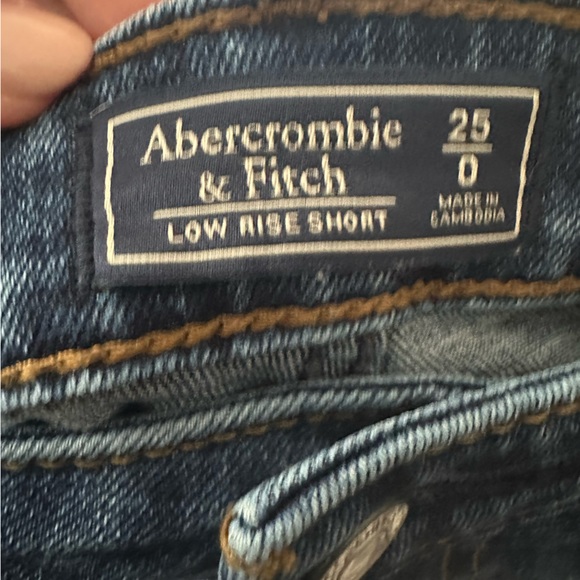 Abercrombie
& Fitch
LOW RISE SHORT
25
0
MADE IN
CAMBODIA